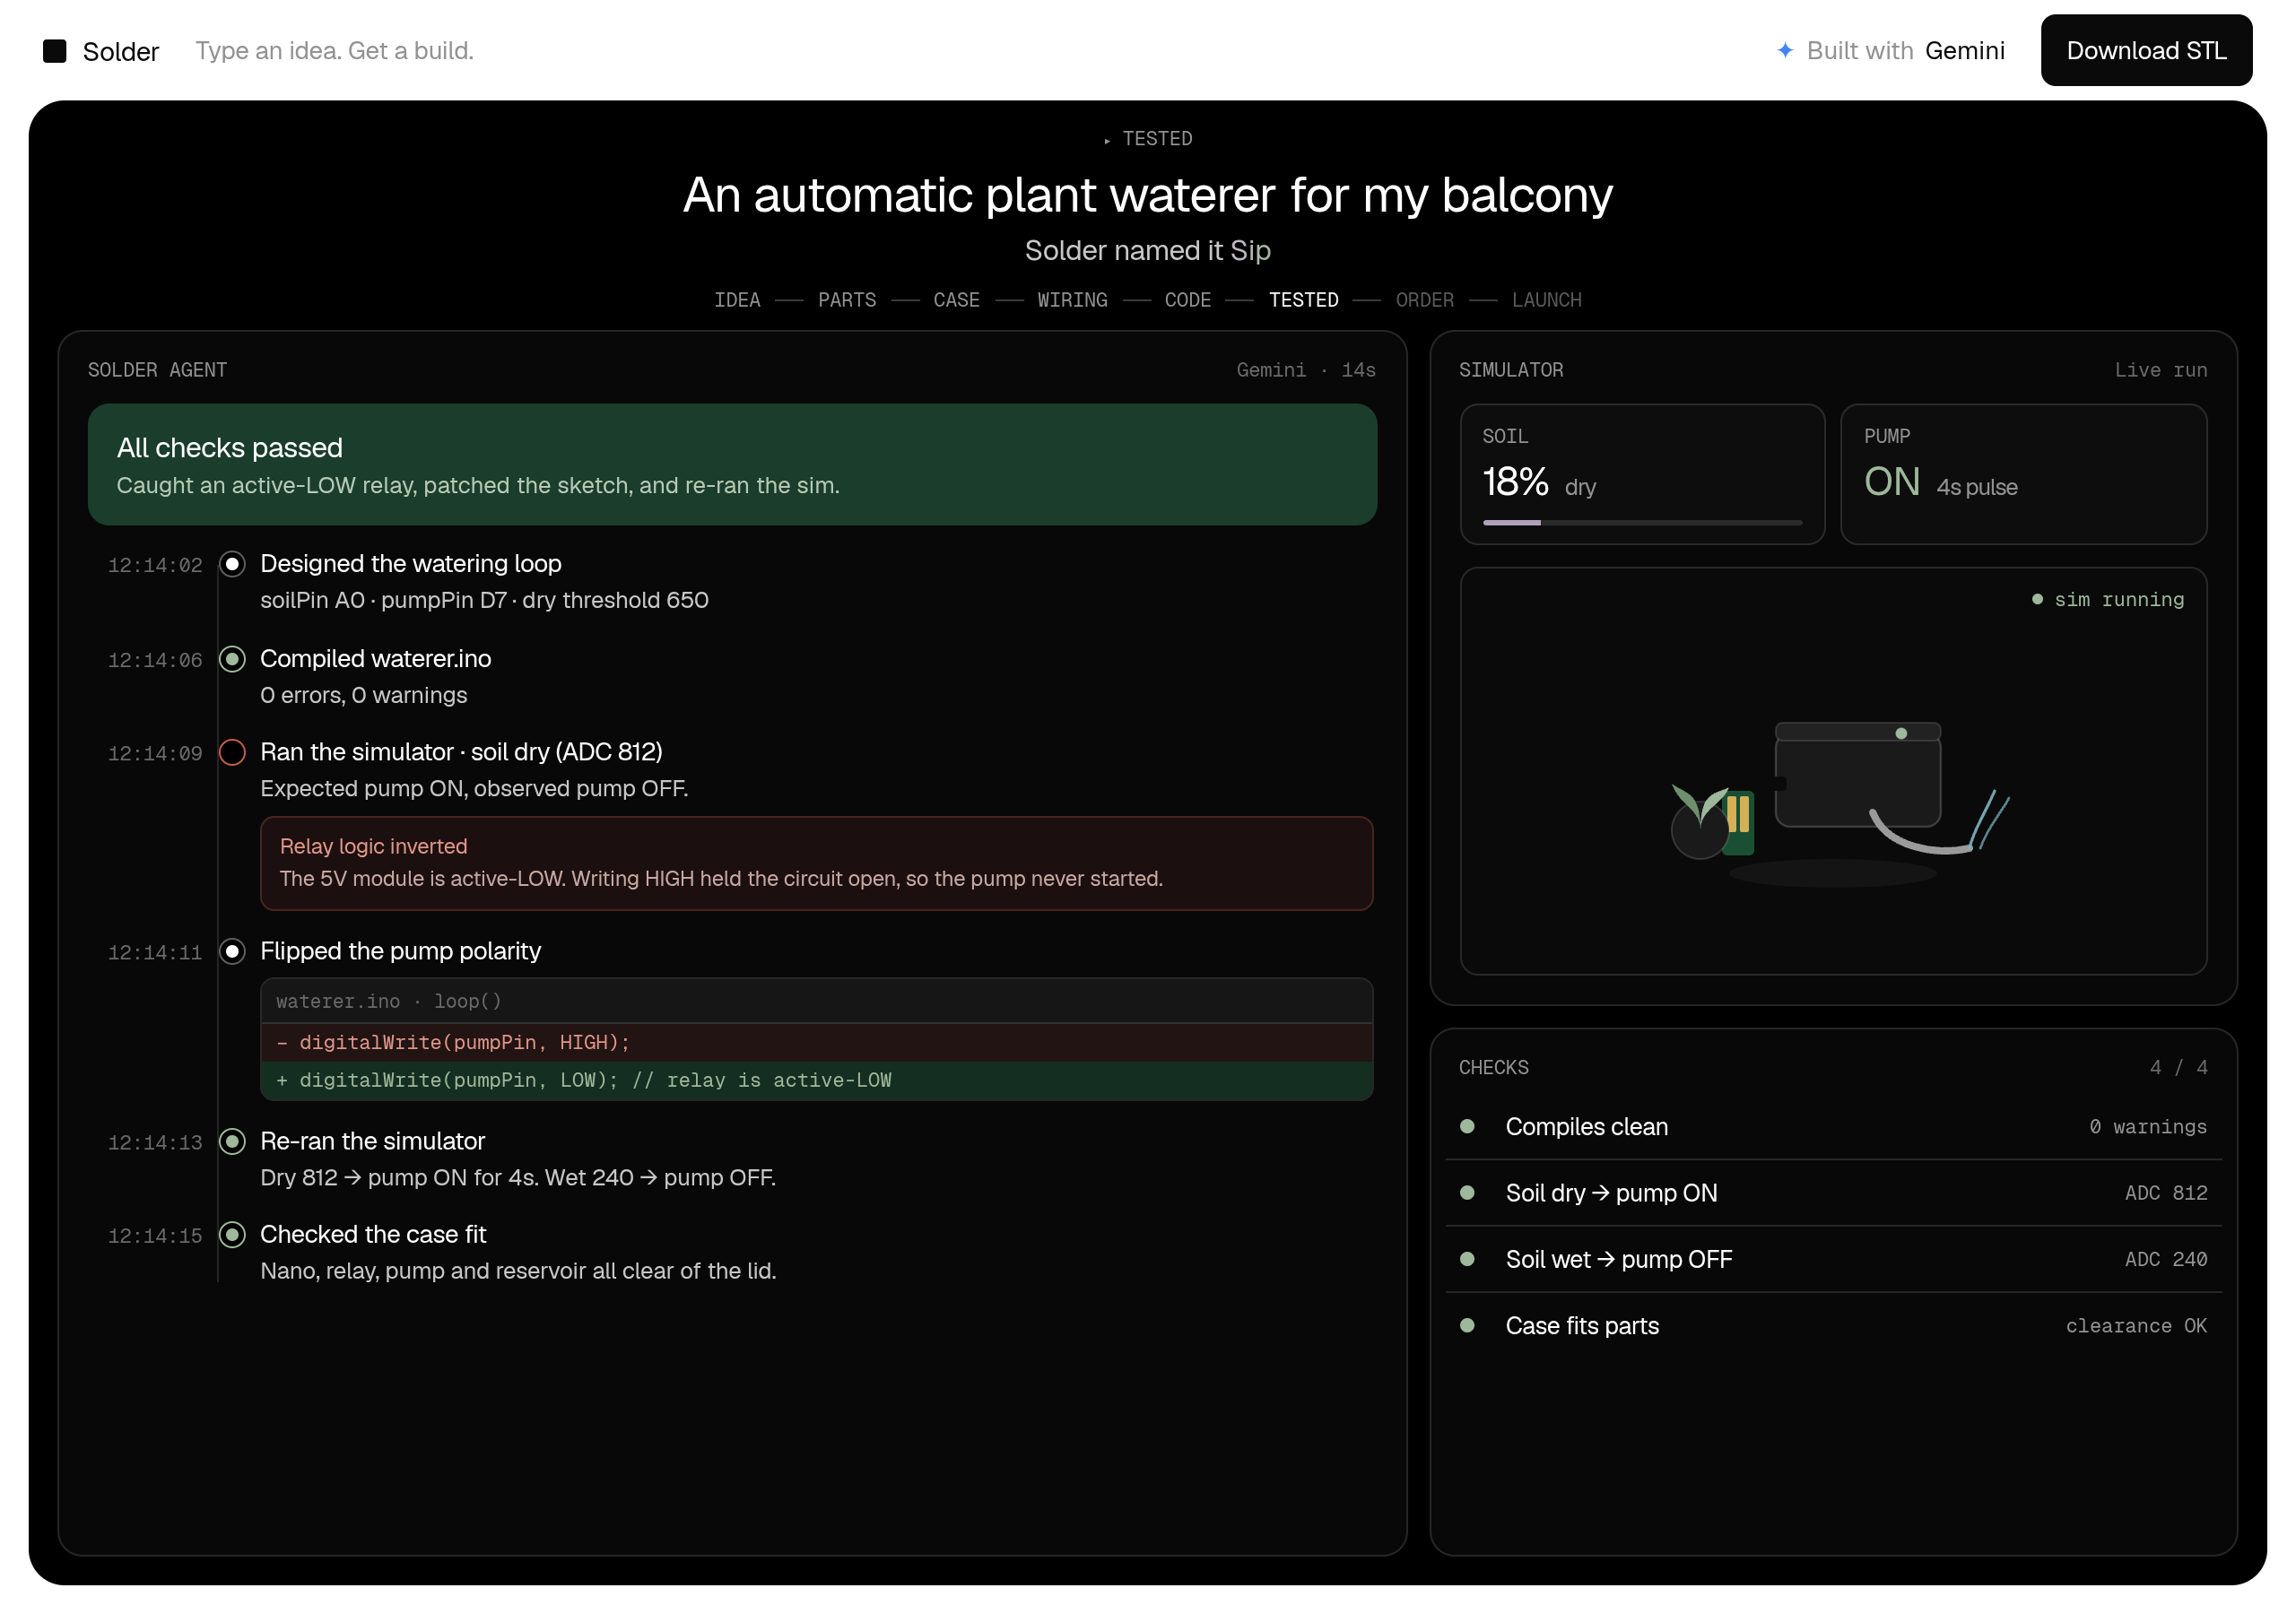 Solder
Type an idea. Get a build.
Built with Gemini
Download STL
▸ TESTED
An automatic plant waterer for my balcony
Solder named it Sip
IDEA — PARTS — CASE — WIRING — CODE — TESTED — ORDER — LAUNCH
SOLDER AGENT
Gemini · 14s
All checks passed
Caught an active-LOW relay, patched the sketch, and re-ran the sim.
12:14:02
Designed the watering loop
soilPin A0 · pumpPin D7 · dry threshold 650
12:14:06
Compiled waterer.ino
0 errors, 0 warnings
12:14:09
Ran the simulator · soil dry (ADC 812)
Expected pump ON, observed pump OFF.
Relay logic inverted
The 5V module is active-LOW. Writing HIGH held the circuit open, so the pump never started.
12:14:11
Flipped the pump polarity
waterer.ino · loop()
− digitalWrite(pumpPin, HIGH);
+ digitalWrite(pumpPin, LOW); // relay is active-LOW
12:14:13
Re-ran the simulator
Dry 812 → pump ON for 4s. Wet 240 → pump OFF.
12:14:15
Checked the case fit
Nano, relay, pump and reservoir all clear of the lid.
SIMULATOR
Live run
SOIL
18% dry
PUMP
ON 4s pulse
sim running
CHECKS
4 / 4
Compiles clean
0 warnings
Soil dry → pump ON
ADC 812
Soil wet → pump OFF
ADC 240
Case fits parts
clearance OK